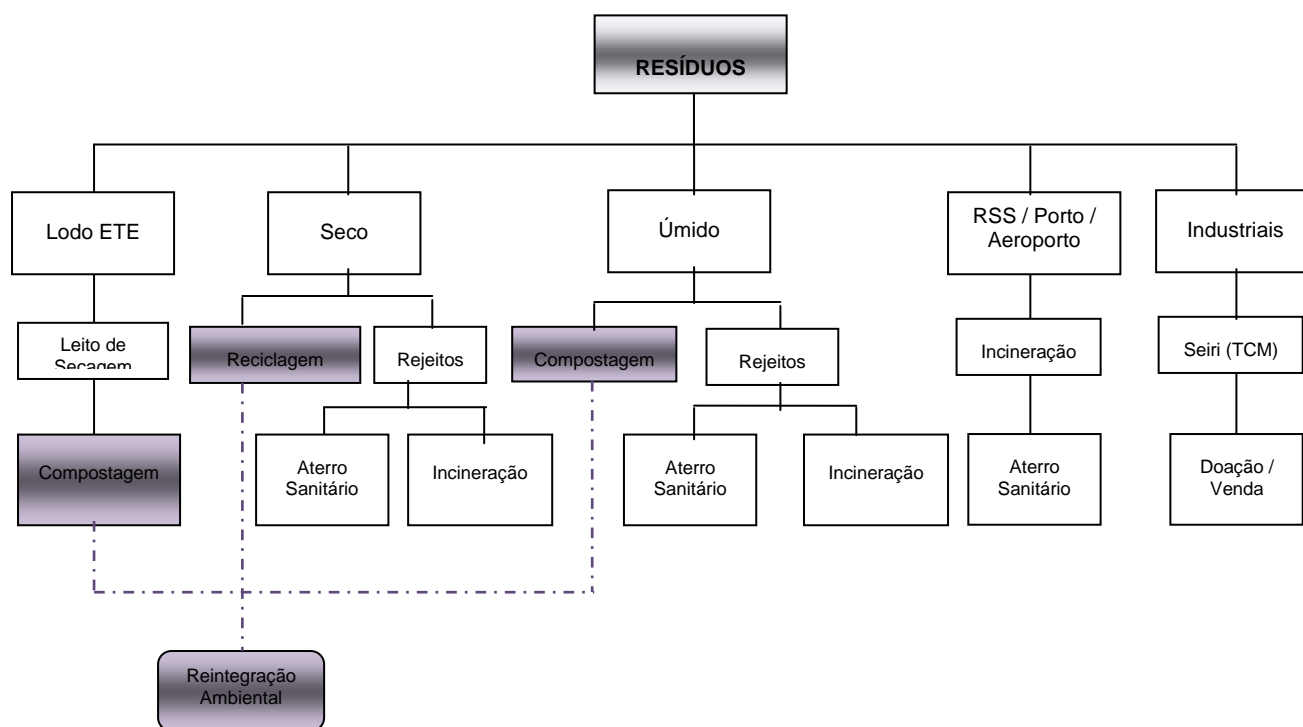 RESÍDUOS
Lodo ETE
Seco
Úmido
RSS / Porto /
Aeroporto
Industriais
Leito de
Secagem
Reciclagem
Rejeitos
Compostagem
Rejeitos
Incineração
Seiri (TCM)
Compostagem
Aterro
Sanitário
Incineração
Aterro
Sanitário
Incineração
Aterro
Sanitário
Doação /
Venda
Reintegração
Ambiental